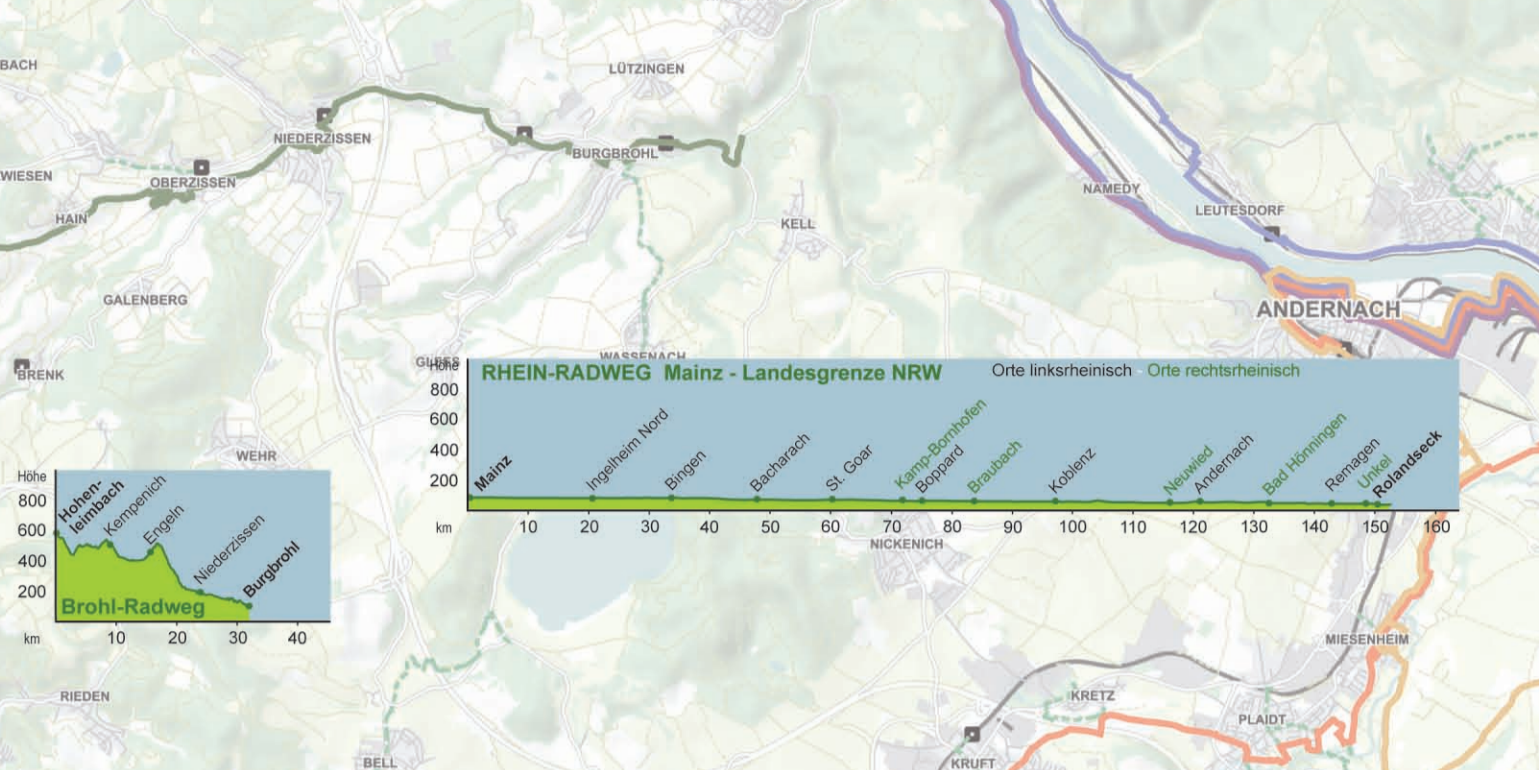 BACH
LÜTZINGEN
NIEDERZISSEN
BURGBROHL
WIESEN
OBERZISSEN
HAIN
NAMEDY
LEUTESDORF
KELL
GALENBERG
ANDERNACH
BRENK
GLEES
WASSENACH
WEHR
Höhe
RHEIN-RADWEG Mainz - Landesgrenze NRW
Orte linksrheinisch - Orte rechtsrheinisch
800
600
400
200
Mainz
Ingelheim Nord
Bingen
Bacharach
St. Goar
Kamp-Bornhofen
Boppard
Braubach
Koblenz
Neuwied
Andernach
Bad Hönningen
Remagen
Unkel
Rolandseck
km 10 20 30 40 50 60 70 80 90 100 110 120 130 140 150 160
Höhe
800
600
400
200
Hohen-
leimbach
Kempenich
Engeln
Niederzissen
Burgbrohl
Brohl-Radweg
km 10 20 30 40
NICKENICH
MIESENHEIM
RIEDEN
KRETZ
PLAIDT
BELL
KRUFT